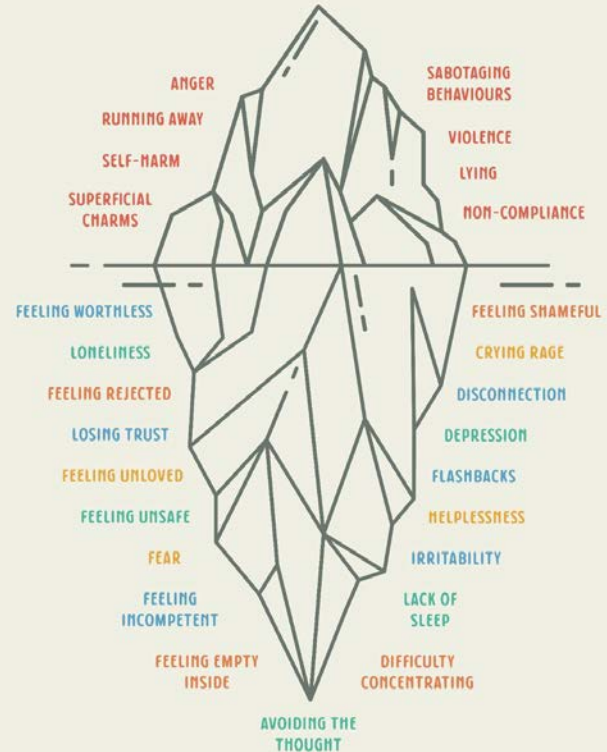 ANGER
RUNNING AWAY
SELF-HARM
SUPERFICIAL
CHARMS
SABOTAGING
BEHAVIOURS
VIOLENCE
LYING
NON-COMPLIANCE
FEELING WORTHLESS
LONELINESS
FEELING REJECTED
LOSING TRUST
FEELING UNLOVED
FEELING UNSAFE
FEAR
FEELING
INCOMPETENT
FEELING EMPTY
INSIDE
FEELING SHAMEFUL
CRYING RAGE
DISCONNECTION
DEPRESSION
FLASHBACKS
HELPLESSNESS
IRRITABILITY
LACK OF
SLEEP
DIFFICULTY
CONCENTRATING
AVOIDING THE
THOUGHT